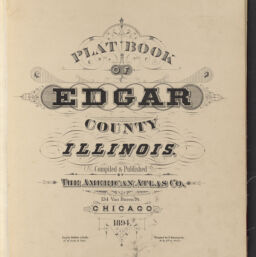 PLAT BOOK
OF
EDGAR
COUNTY
ILLINOIS.
Compiled & Published
BY
THE AMERICAN ATLAS CO.
134 Van Buren St.
CHICAGO
1894.